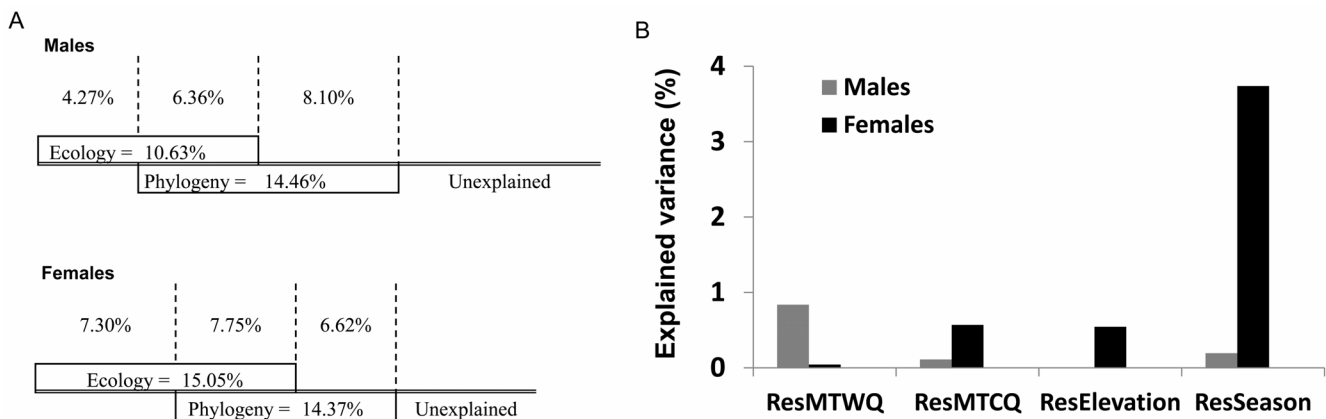 A
Males
4.27% 6.36% 8.10%
Ecology = 10.63%
Phylogeny = 14.46% Unexplained
Females
7.30% 7.75% 6.62%
Ecology = 15.05%
Phylogeny = 14.37% Unexplained
B
Explained variance (%)
4
3
2
1
0
Males
Females
ResMTWQ ResMTCQ ResElevation ResSeason